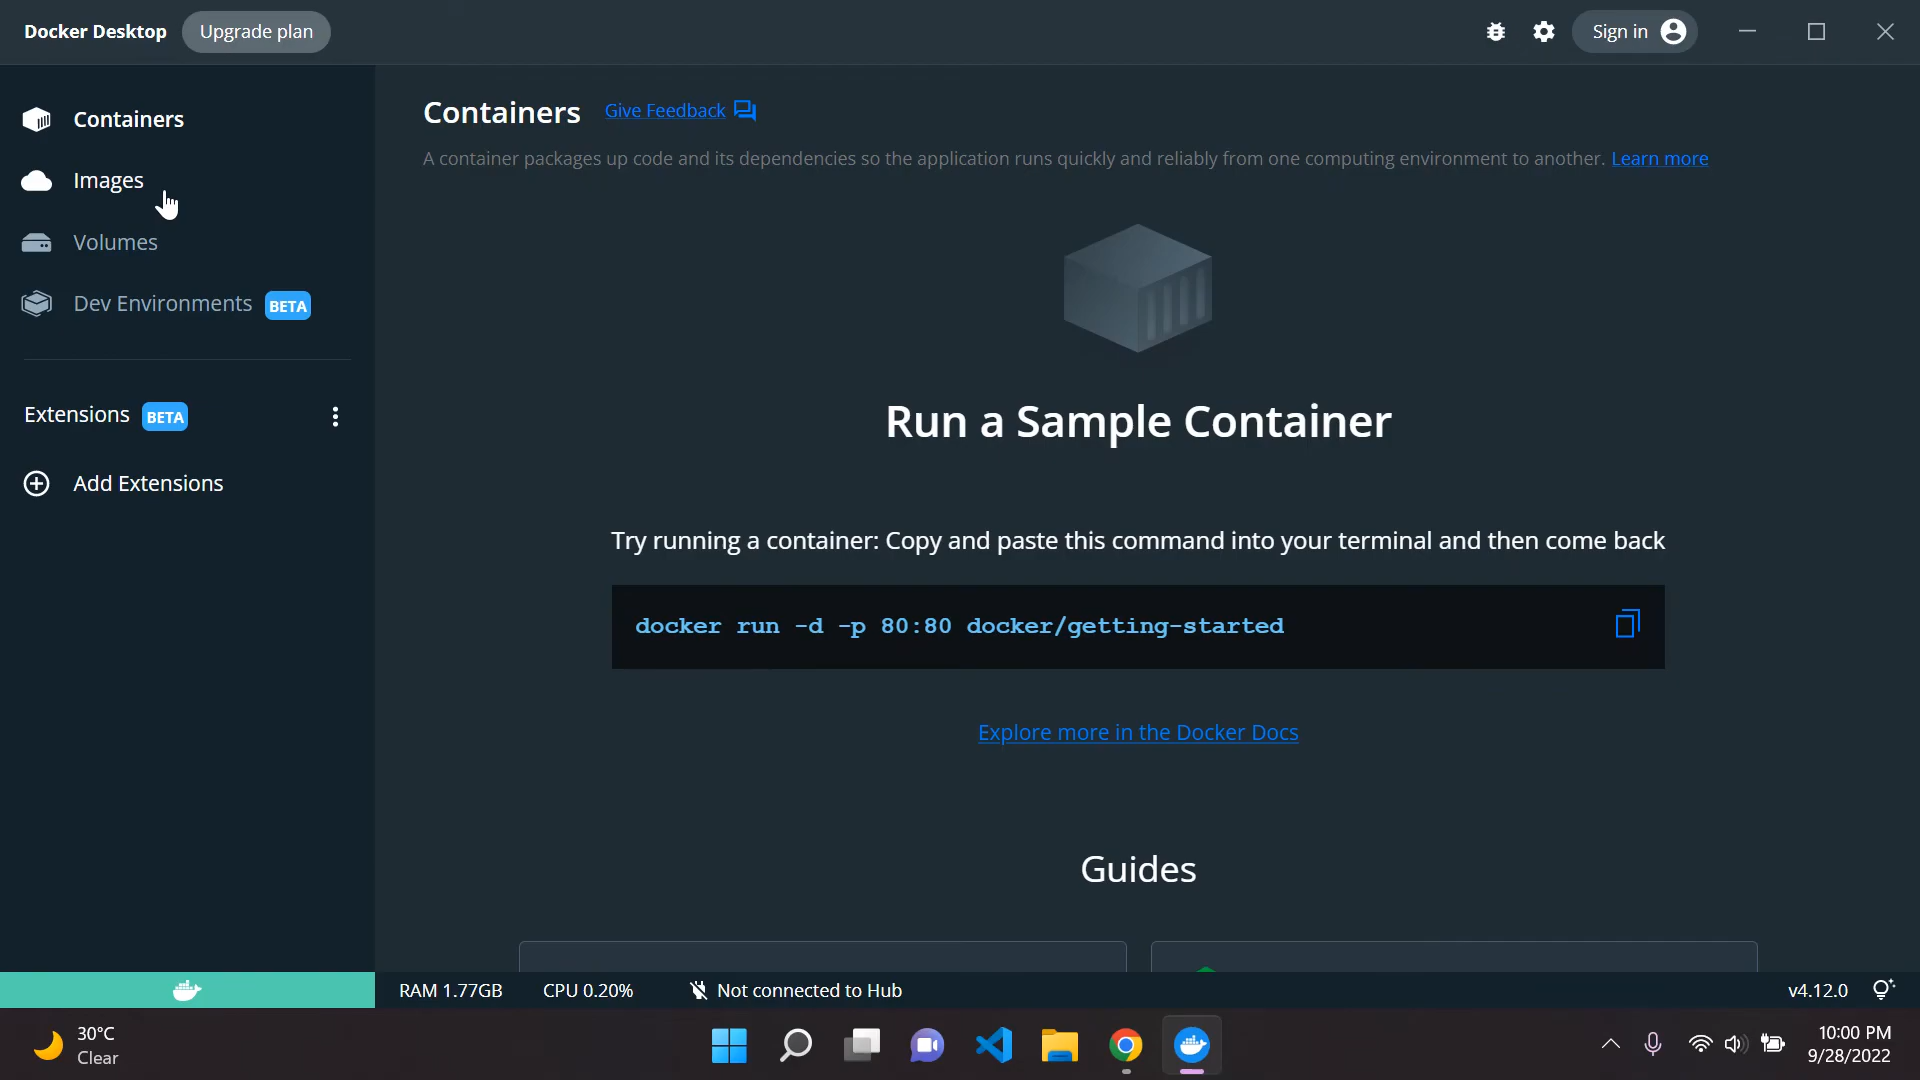 Docker Desktop
Upgrade plan
Sign in
Containers
Images
Volumes
Dev Environments BETA
Extensions BETA
Add Extensions
Containers
Give Feedback
A container packages up code and its dependencies so the application runs quickly and reliably from one computing environment to another. Learn more
Run a Sample Container
Try running a container: Copy and paste this command into your terminal and then come back
docker run -d -p 80:80 docker/getting-started
Explore more in the Docker Docs
Guides
RAM 1.77GB
CPU 0.20%
Not connected to Hub
v4.12.0
30°C
Clear
10:00 PM
9/28/2022